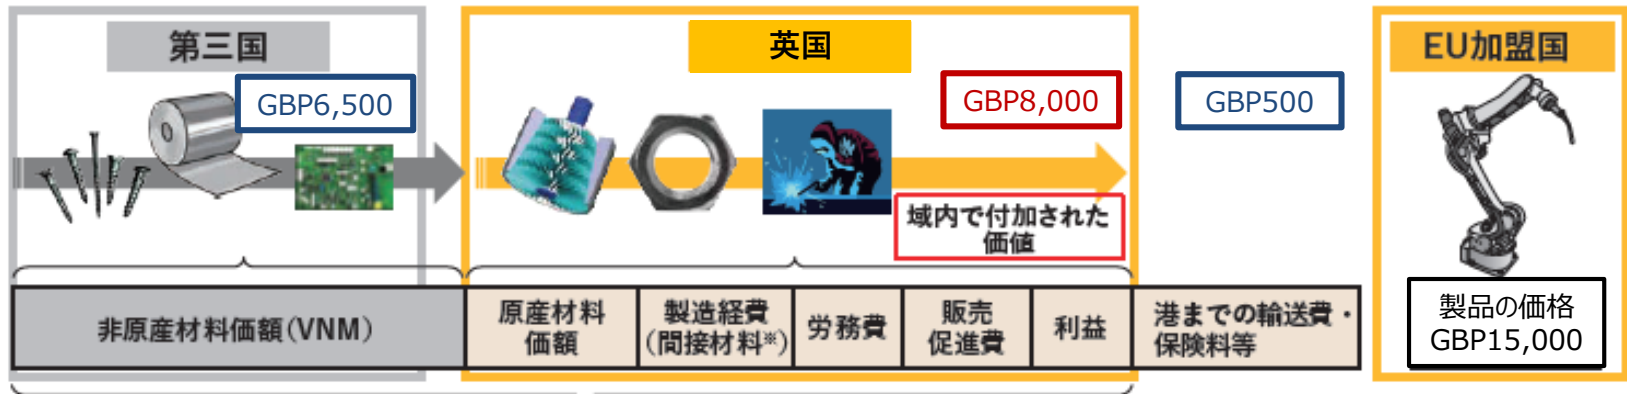 第三国
英国
EU加盟国
GBP6,500
GBP8,000
GBP500
域内で付加された
価値
非原産材料価額(VNM)
原産材料
価額
製造経費
(間接材料※)
労務費
販売
促進費
利益
港までの輸送費・
保険料等
製品の価格
GBP15,000